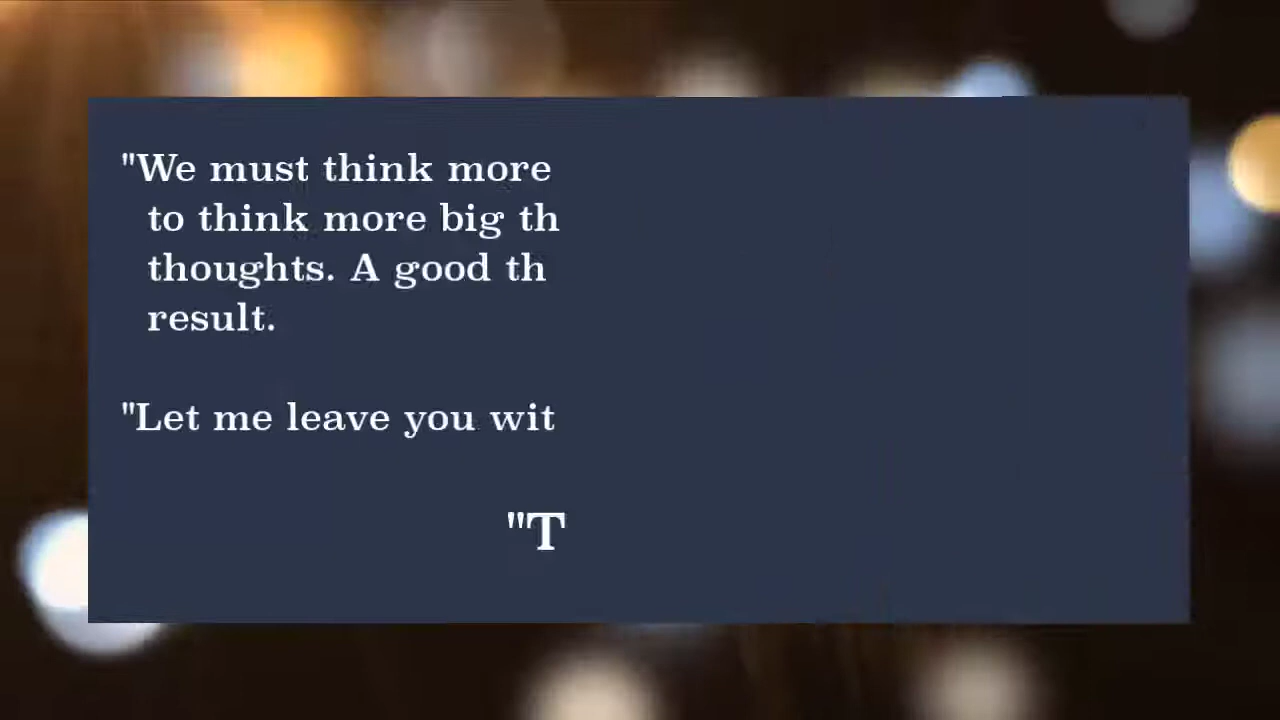 "We must think more
to think more big th
thoughts. A good th
result.
"Let me leave you wit
"T